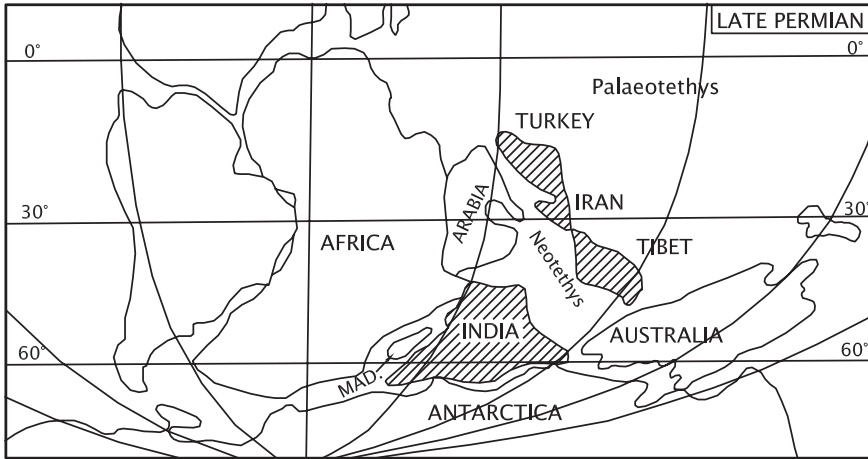 LATE PERMIAN
0°
0°
Palaeotethys
TURKEY
30°
30°
IRAN
ARABIA
AFRICA
TIBET
Neotethys
INDIA
AUSTRALIA
60°
60°
MAD.
ANTARCTICA